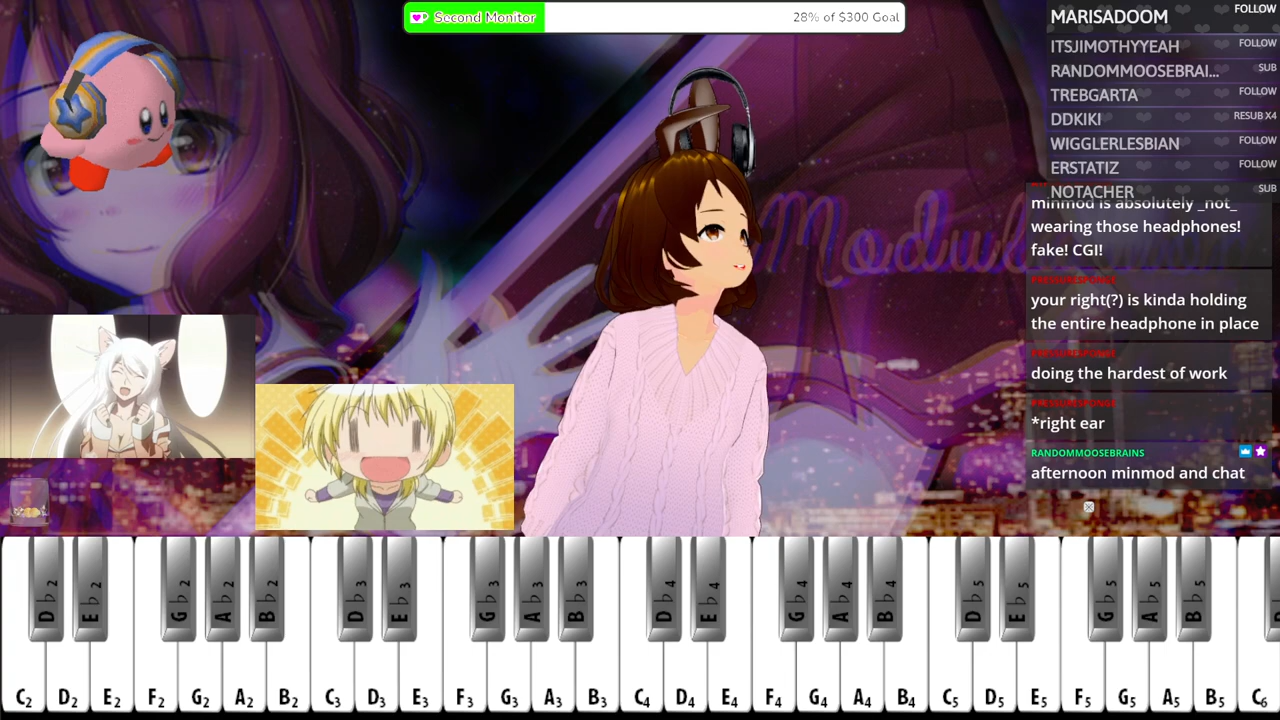 Second Monitor
28% of $300 Goal
MARISADOOM FOLLOW
ITSJIMOTHYYEAH FOLLOW
RANDOMMOOSEBRAI... SUB
TREBGARTA FOLLOW
DDKIKI RESUB X4
WIGGLERLESBIAN FOLLOW
ERSTATIZ FOLLOW
NOTACHER SUB
minmod is absolutely _not_
wearing those headphones!
fake! CGI!
PRESSURESPONGE
your right(?) is kinda holding
the entire headphone in place
PRESSURESPONGE
doing the hardest of work
PRESSURESPONGE
*right ear
RANDOMMOOSEBRAINS
afternoon minmod and chat
D♭2 E♭2 G♭2 A♭2 B♭2 D♭3 E♭3 G♭3 A♭3 B♭3 D♭4 E♭4 G♭4 A♭4 B♭4 D♭5 E♭5 G♭5 A♭5 B♭5
C2 D2 E2 F2 G2 A2 B2 C3 D3 E3 F3 G3 A3 B3 C4 D4 E4 F4 G4 A4 B4 C5 D5 E5 F5 G5 A5 B5 C6